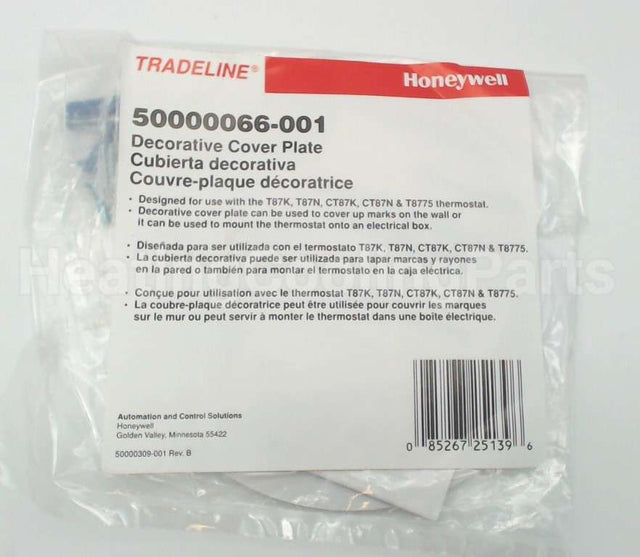 TRADELINE®
Honeywell
50000066-001
Decorative Cover Plate
Cubierta decorativa
Couvre-plaque décoratrice
• Designed for use with the T87K, T87N, CT87K, CT87N & T8775 thermostat.
• Decorative cover plate can be used to cover up marks on the wall or
it can be used to mount the thermostat onto an electrical box.
• Diseñada para ser utilizada con el termostato T87K, T87N, CT87K, CT87N & T8775.
• La cubierta decorativa puede ser utilizada para tapar marcas y rayones
en la pared o también para montar el termostato en la caja eléctrica.
• Conçue pour utilisation avec le thermostat T87K, T87N, CT87K, CT87N & T8775.
• La coubre-plaque décoratrice peut être utilisée pour couvrir les marques
sur le mur ou peut servir à monter le thermostat dans une boîte électrique.
Automation and Control Solutions
Honeywell
Golden Valley, Minnesota 55422
50000309-001 Rev. B
0 85267 25139 6
Parts